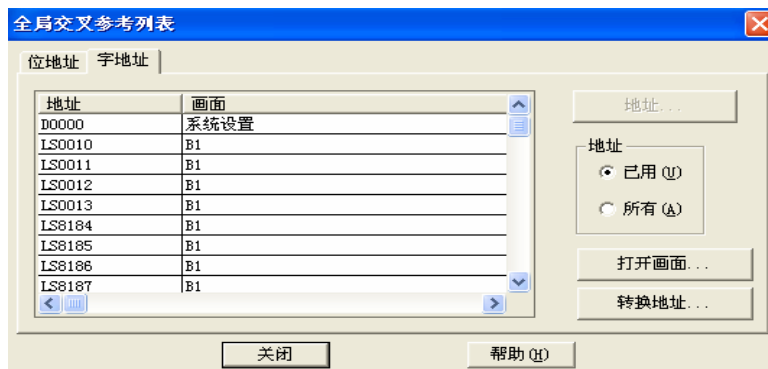 全局交叉参考列表
位地址 字地址
地址 画面
D0000 系统设置
LS0010 B1
LS0011 B1
LS0012 B1
LS0013 B1
LS8184 B1
LS8185 B1
LS8186 B1
LS8187 B1
地址...
地址
已用(U)
所有(A)
打开画面...
转换地址...
关闭 帮助(H)